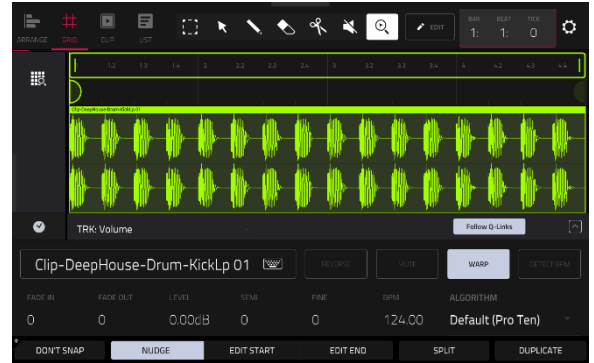 ARRANGE GRID CLIP LIST EDIT BAR BEAT TICK
1: 1: 0
1.2 1.3 1.4 2 2.2 2.3 2.4 3 3.2 3.3 3.4 4 4.2 4.3 4.4
Clip-DeepHouse-Drum-KickLp 01
TRK: Volume Follow Q-Links
Clip-DeepHouse-Drum-KickLp 01 REVERSE MUTE WARP DETECT BPM
FADE IN FADE OUT LEVEL SEMI FINE BPM ALGORITHM
0 0 0.00dB 0 0 124.00 Default (Pro Ten)
DON'T SNAP NUDGE EDIT START EDIT END SPLIT DUPLICATE